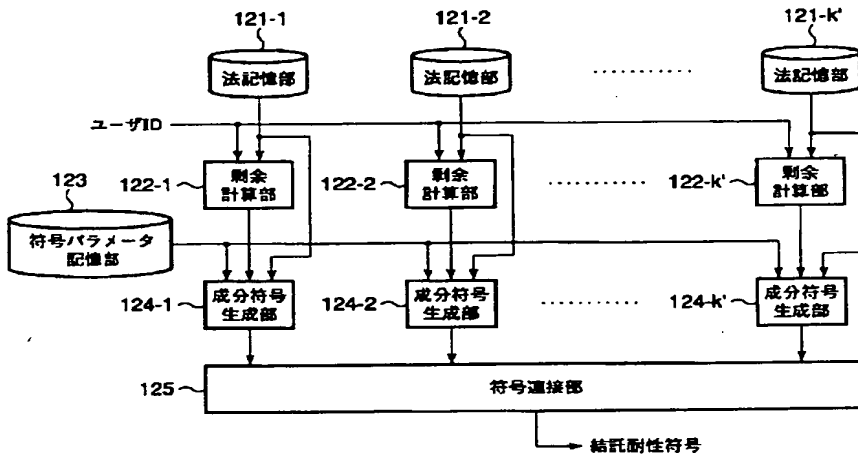 121-1
121-2
121-k'
法記憶部
法記憶部
............
法記憶部
ユーザID
122-1
剰余
計算部
122-2
剰余
計算部
............
122-k'
剰余
計算部
123
符号パラメータ
記憶部
124-1
成分符号
生成部
124-2
成分符号
生成部
............
124-k'
成分符号
生成部
125
符号連接部
結託耐性符号